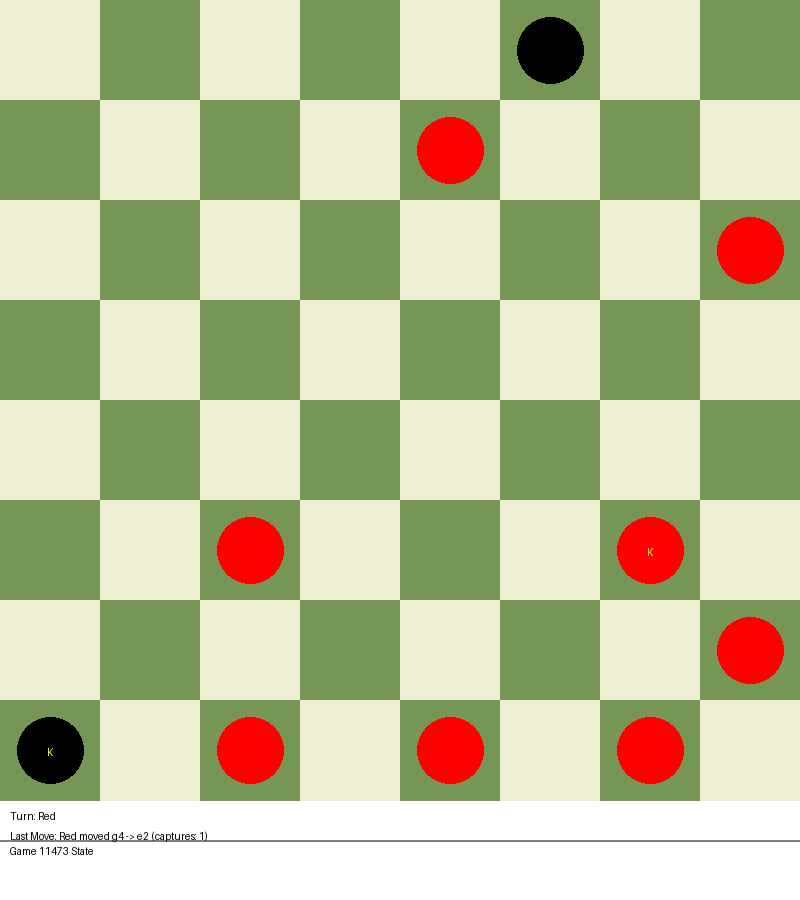 K
K
Turn: Red
Last Move: Red moved g4 -> e2 (captures: 1)
Game 11473 State